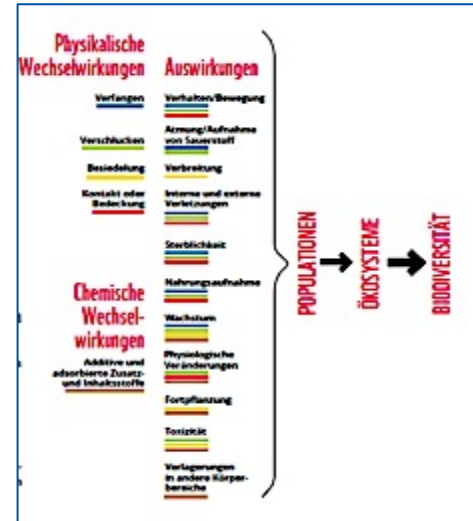 Physikalische
Wechselwirkungen
Verfangen
Verschlucken
Besiedelung
Kontakt oder
Bedeckung
Chemische
Wechsel-
wirkungen
Additive und
adsorbierte Zusatz-
und Inhaltsstoffe
Auswirkungen
Verhalten/Bewegung
Atmung/Aufnahme
von Sauerstoff
Verbreitung
Interne und externe
Verletzungen
Sterblichkeit
Nahrungsaufnahme
Wachstum
Physiologische
Veränderungen
Fortpflanzung
Toxizität
Verlagerungen
in andere Körper-
bereiche
POPULATIONEN
ÖKOSYSTEME
BIODIVERSITÄT